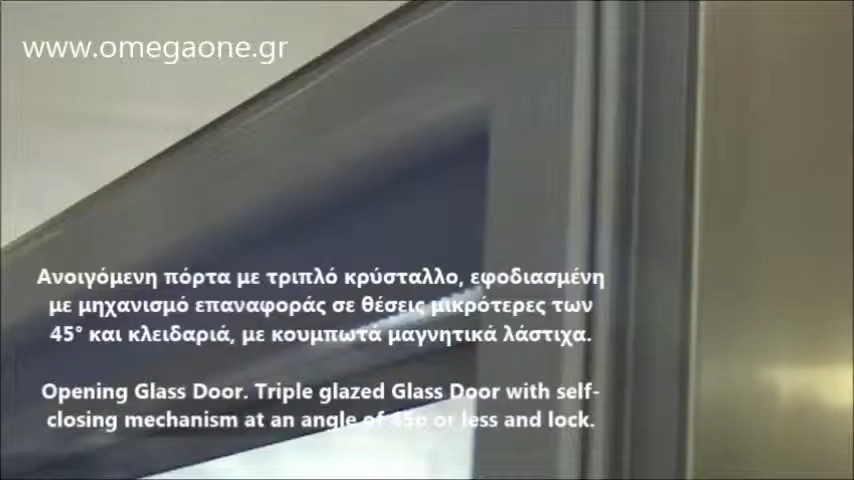 www.omegaone.gr
Ανοιγόμενη πόρτα με τριπλό κρύσταλλο, εφοδιασμένη
με μηχανισμό επαναφοράς σε θέσεις μικρότερες των
45° και κλειδαριά, με κουμπωτά μαγνητικά λάστιχα.
Opening Glass Door. Triple glazed Glass Door with self-
closing mechanism at an angle of 45o or less and lock.